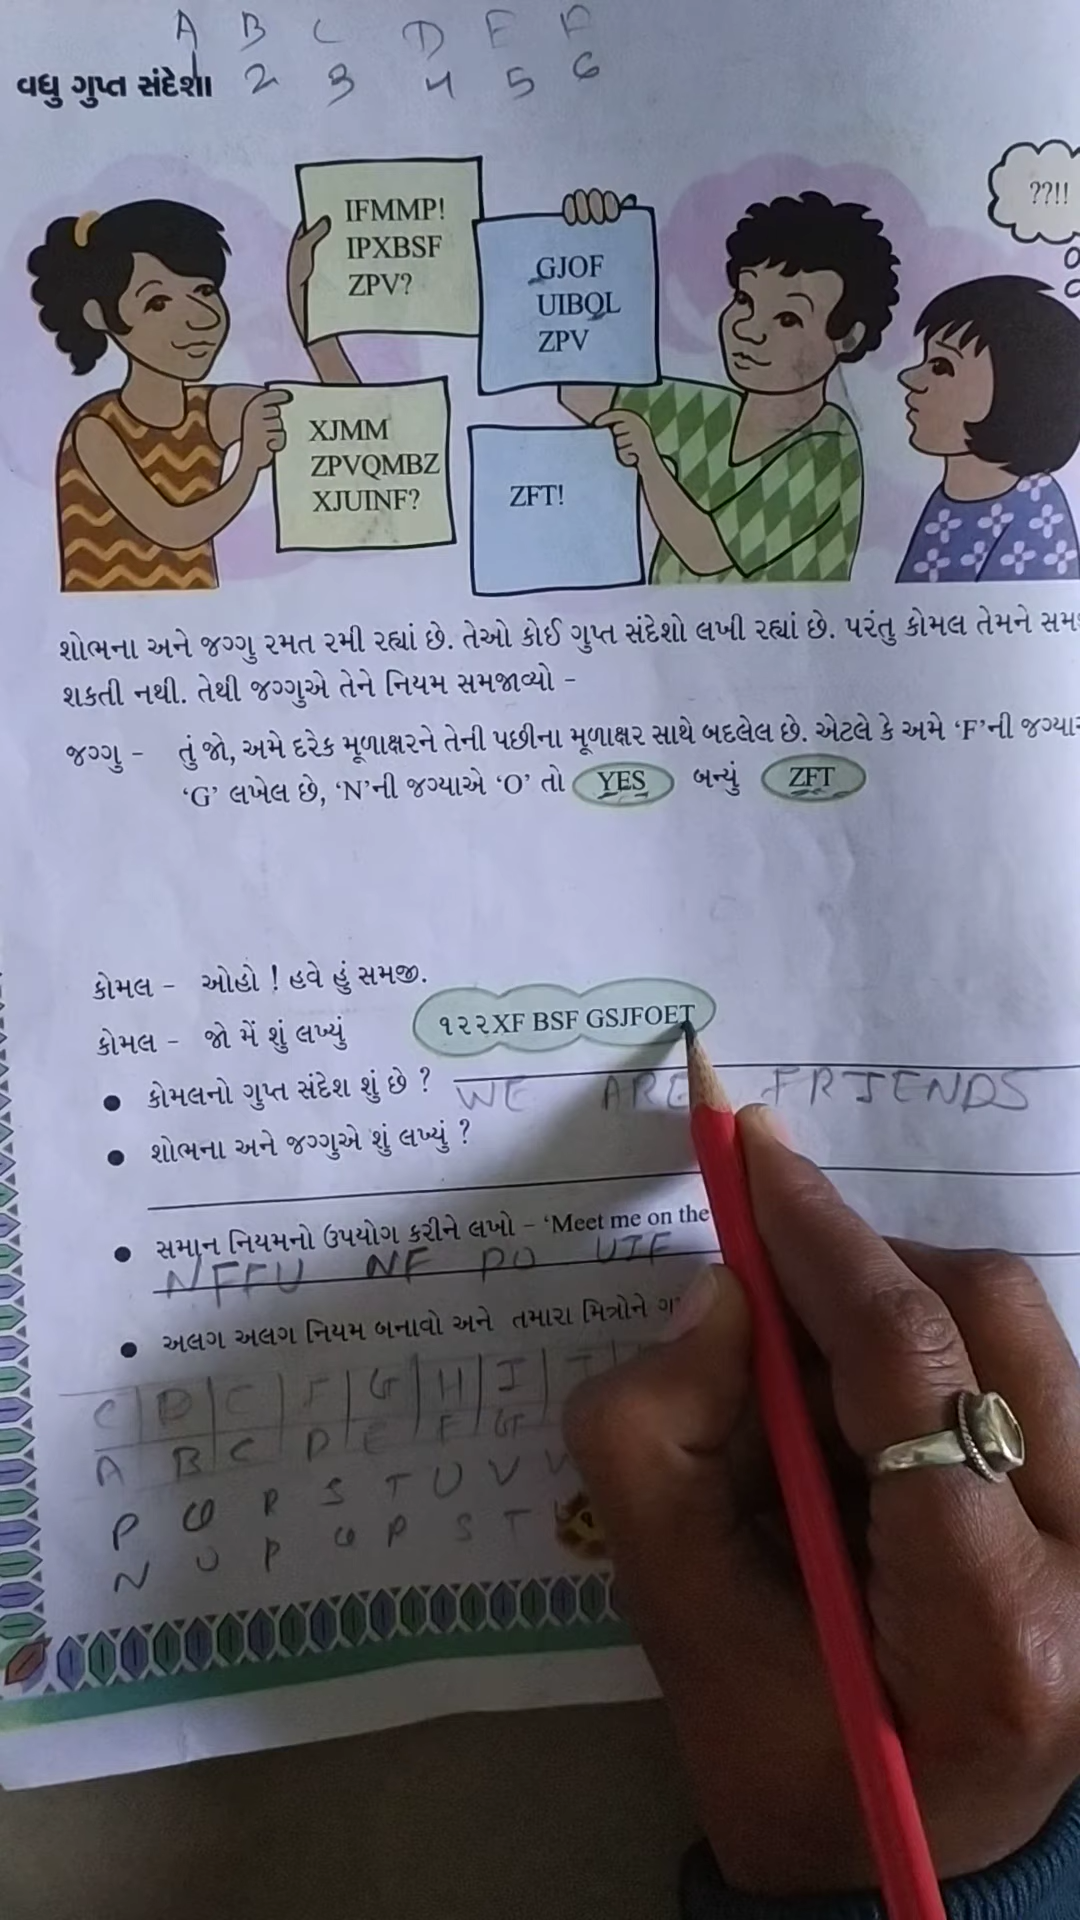 A B C D E F
1 2 3 4 5 6
વધુ ગુપ્ત સંદેશા
??!!
IFMMP!
IPXBSF
ZPV?
GJOF
UIBOL
ZPV
XJMM
ZPVQMBZ
XJUINF?
ZFT!
શોભના અને જગ્ગુ રમત રમી રહ્યાં છે. તેઓ કોઈ ગુપ્ત સંદેશો લખી રહ્યાં છે. પરંતુ કોમલ તેમને સમ
શકતી નથી. તેથી જગ્ગુએ તેને નિયમ સમજાવ્યો -
જગ્ગુ - તું જો, અમે દરેક મૂળાક્ષરને તેની પછીના મૂળાક્ષર સાથે બદલેલ છે. એટલે કે અમે 'F'ની જગ્યા
'G' લખેલ છે, 'N'ની જગ્યાએ 'O' તો YES બન્યું ZFT
કોમલ - ઓહો ! હવે હું સમજી.
કોમલ - જો મેં શું લખ્યું ૧૨૨XF BSF GSJFOET
• કોમલનો ગુપ્ત સંદેશ શું છે ? WE ARE FRIENDS
• શોભના અને જગ્ગુએ શું લખ્યું ?
• સમાન નિયમનો ઉપયોગ કરીને લખો - 'Meet me on the
NFFU NF PO UIF
• અલગ અલગ નિયમ બનાવો અને તમારા મિત્રોને
C D F G H I
A B C D E F G
P Q R S T U V
N P Q R S T